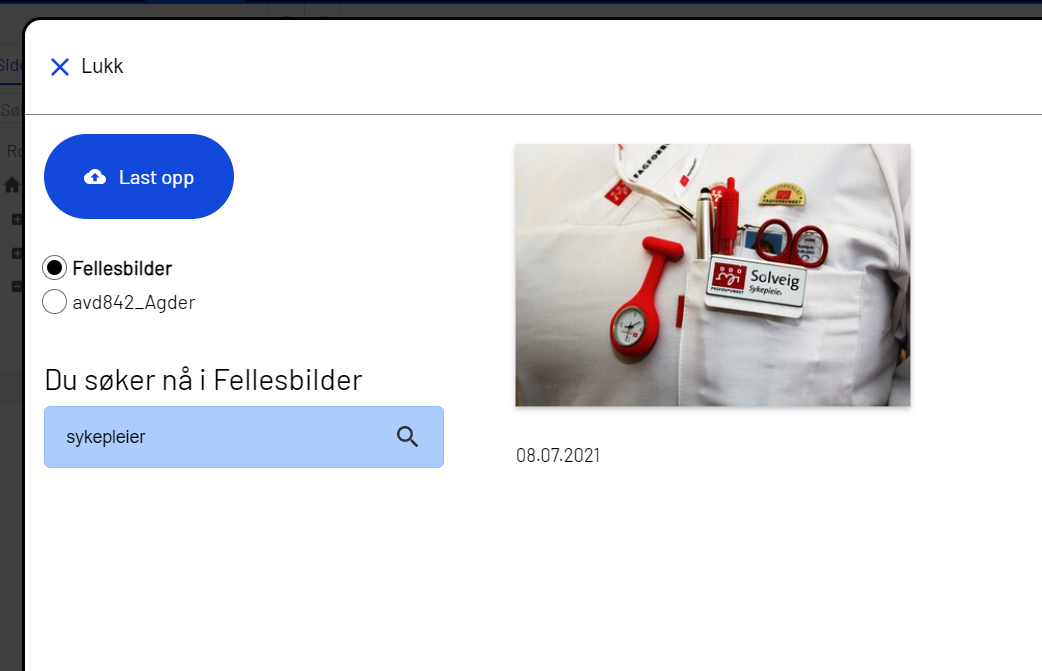 Lukk
Last opp
Fellesbilder
avd842_Agder
Du søker nå i Fellesbilder
sykepleier
FAGFORBUNDET
Solveig
Sykepleier
08.07.2021